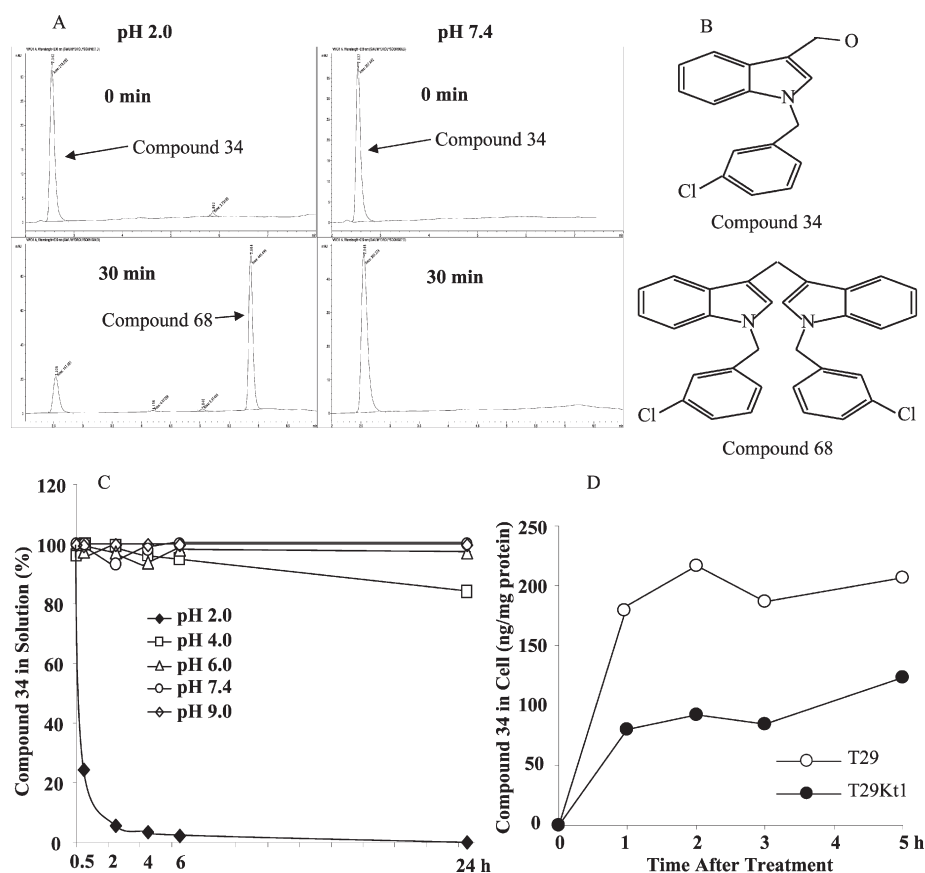 A
pH 2.0
pH 7.4
B
0 min
0 min
Compound 34
Compound 34
O
N
Cl
Compound 34
30 min
30 min
Compound 68
N
N
Cl
Cl
Compound 68
C
D
Compound 34 in Solution (%)
120
100
80
60
40
20
0
0.5
2
4
6
24 h
pH 2.0
pH 4.0
pH 6.0
pH 7.4
pH 9.0
Compound 34 in Cell (ng/mg protein)
250
200
150
100
50
0
0
1
2
3
4
5 h
Time After Treatment
T29
T29Kt1